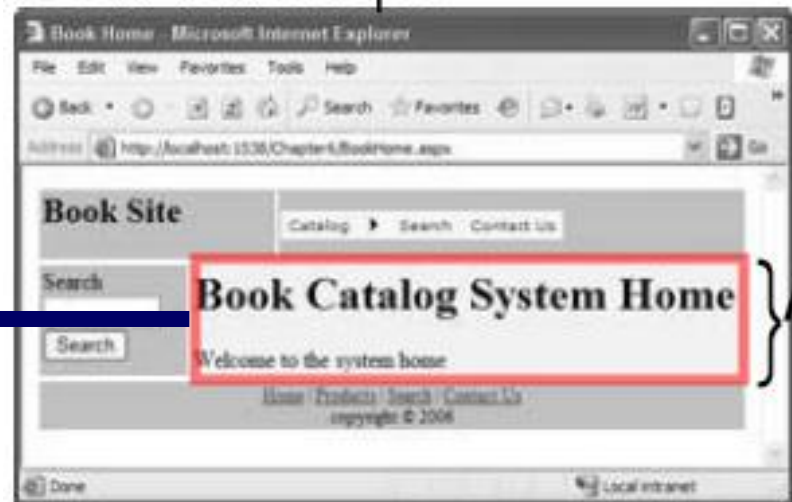 Book Home - Microsoft Internet Explorer
File Edit View Favorites Tools Help
Back Search Favorites
Address http://localhost:1538/Chapter6/BookHome.aspx Go
Book Site
Catalog Search Contact Us
Search
Search
Book Catalog System Home
Welcome to the system home
Home | Products | Search | Contact Us
copyright © 2006
Done Local intranet